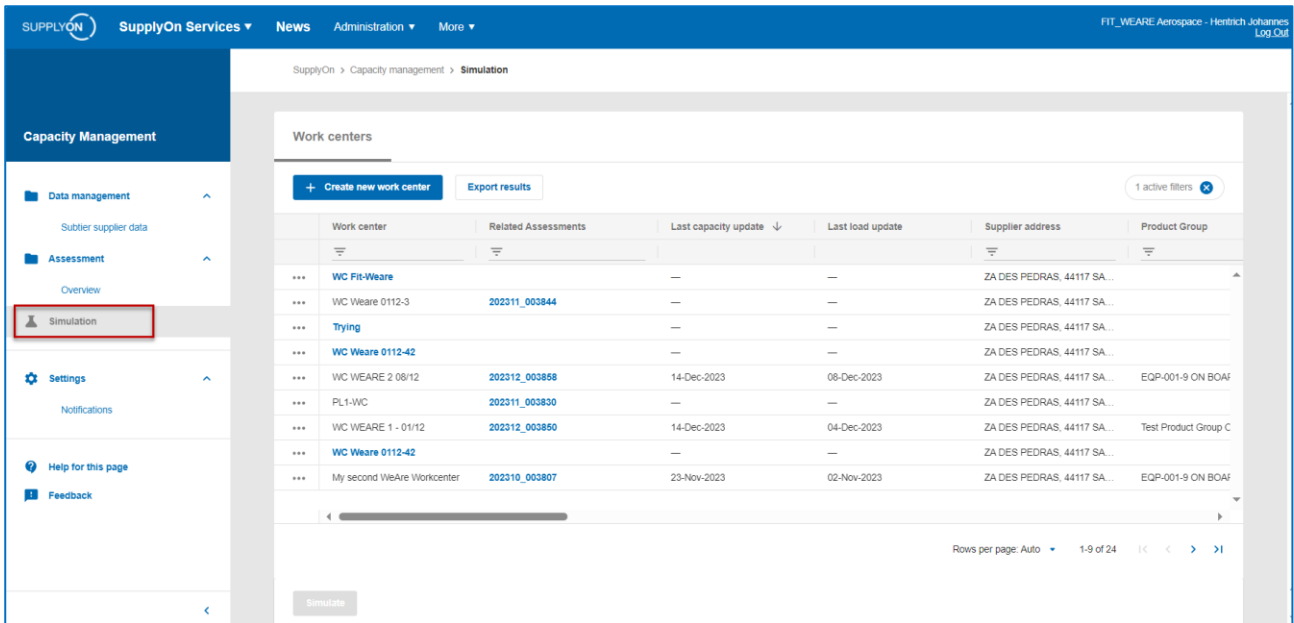 SUPPLYON SupplyOn Services News Administration More
FIT_WEARE Aerospace - Hentrich Johannes
Log Out
SupplyOn > Capacity management > Simulation
Capacity Management
Data management
Subtier supplier data
Assessment
Overview
Simulation
Settings
Notifications
Help for this page
Feedback
Work centers
+ Create new work center Export results 1 active filters
Work center Related Assessments Last capacity update Last load update Supplier address Product Group
WC Fit-Weare — — ZA DES PEDRAS, 44117 SA...
WC Weare 0112-3 202311_003844 — — ZA DES PEDRAS, 44117 SA...
Trying — — ZA DES PEDRAS, 44117 SA...
WC Weare 0112-42 — — ZA DES PEDRAS, 44117 SA...
WC WEARE 2 08/12 202312_003858 14-Dec-2023 08-Dec-2023 ZA DES PEDRAS, 44117 SA... EQP-001-9 ON BOAR
PL1-WC 202311_003830 — — ZA DES PEDRAS, 44117 SA...
WC WEARE 1 - 01/12 202312_003850 14-Dec-2023 04-Dec-2023 ZA DES PEDRAS, 44117 SA... Test Product Group C
WC Weare 0112-42 — — ZA DES PEDRAS, 44117 SA...
My second WeAre Workcenter 202310_003807 23-Nov-2023 02-Nov-2023 ZA DES PEDRAS, 44117 SA... EQP-001-9 ON BOAR
Rows per page: Auto 1-9 of 24
Simulate